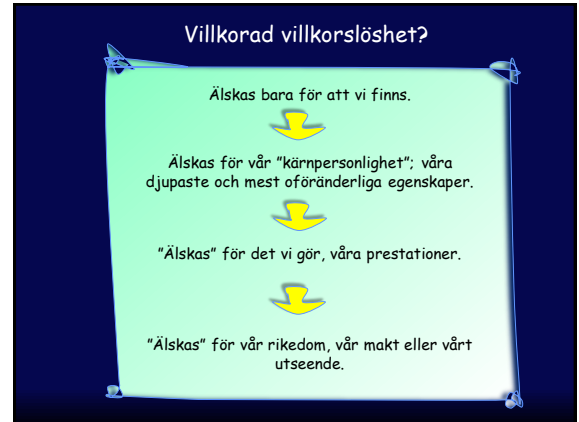 Villkorad villkorslöshet?
Älskas bara för att vi finns.
Älskas för vår ”kärnpersonlighet”; våra
djupaste och mest oföränderliga egenskaper.
”Älskas” för det vi gör, våra prestationer.
”Älskas” för vår rikedom, vår makt eller vårt
utseende.